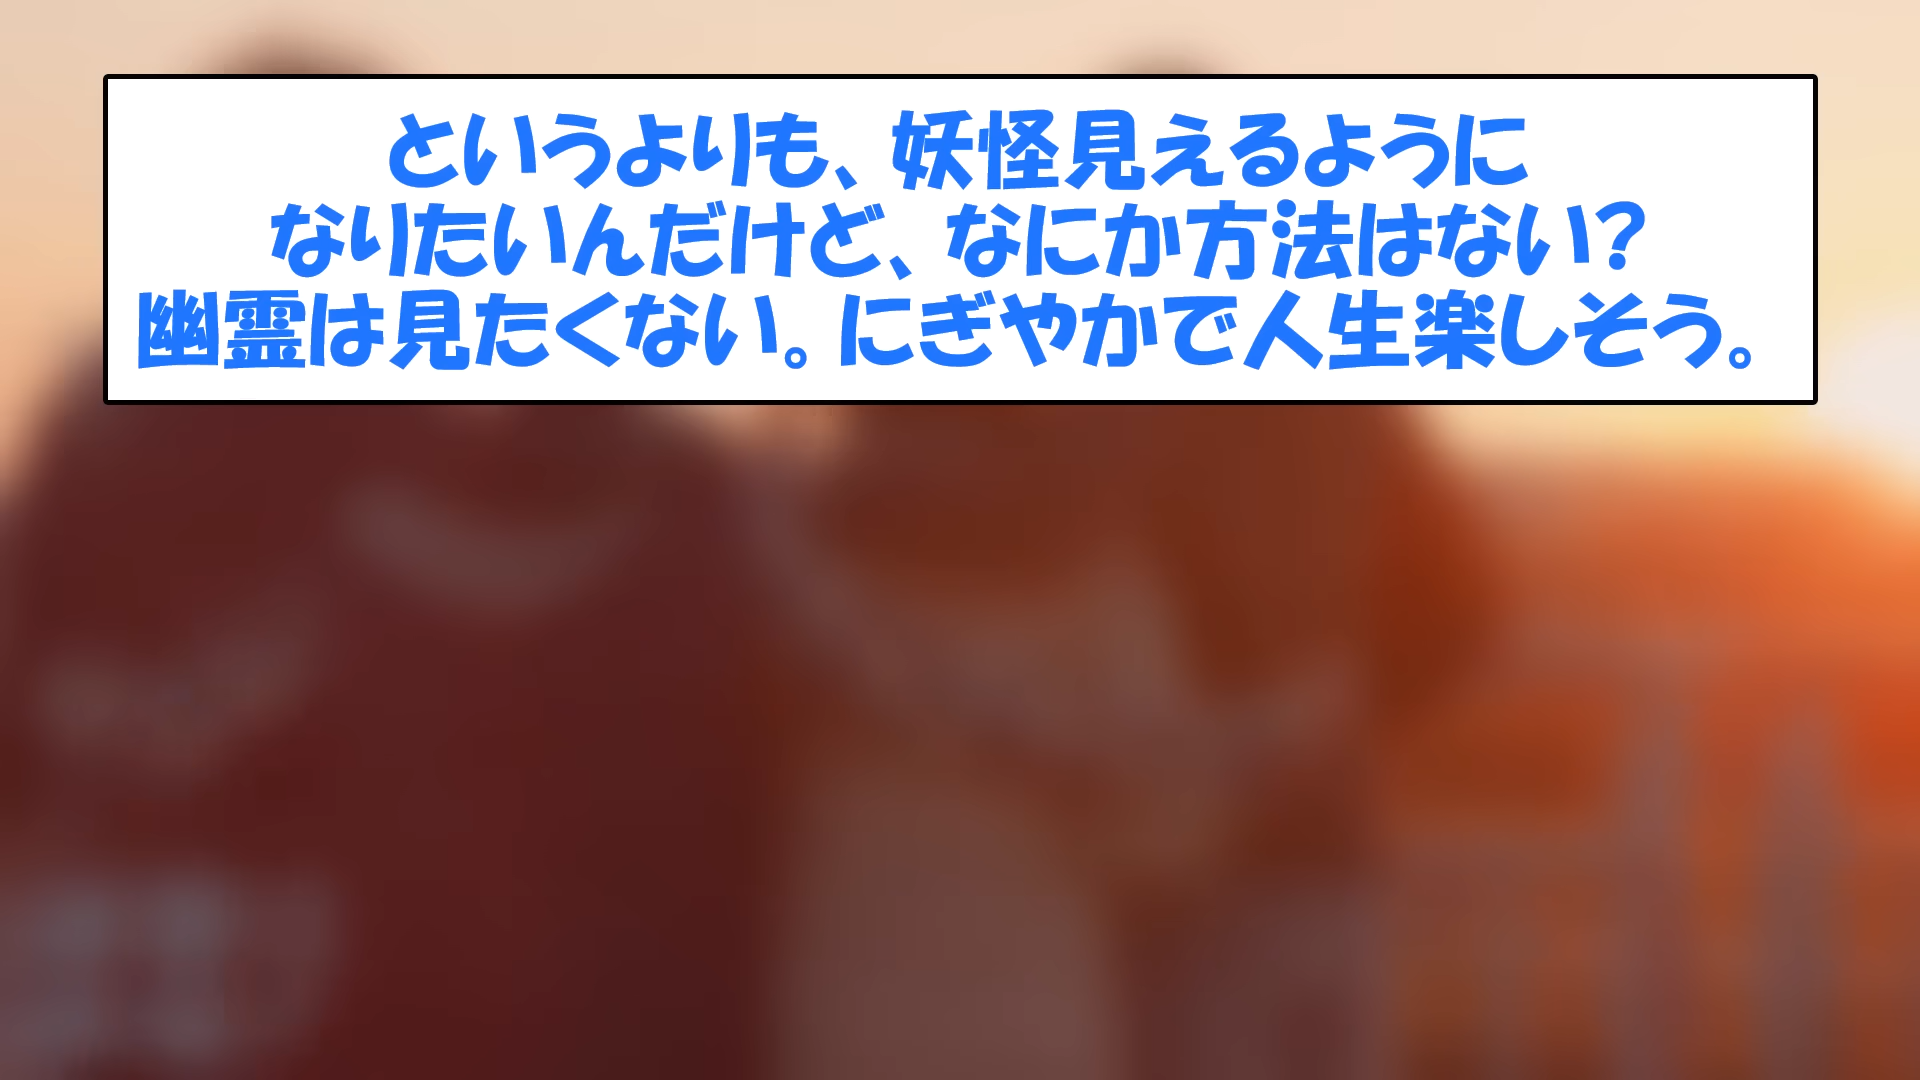 というよりも、妖怪見えるように
なりたいんだけど、なにか方法はない？
幽霊は見たくない。にぎやかで人生楽しそう。